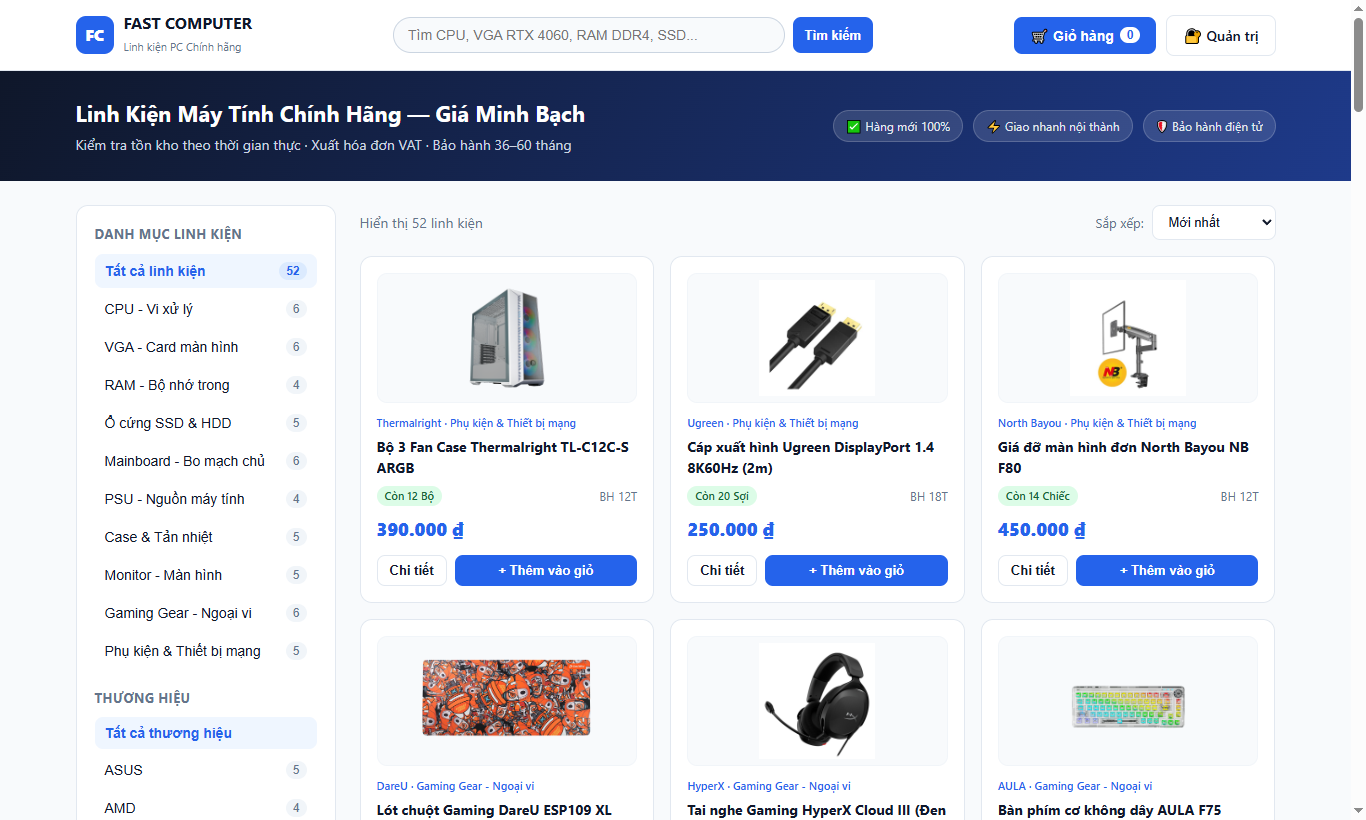 FC
FAST COMPUTER
Linh kiện PC Chính hãng
Tìm CPU, VGA RTX 4060, RAM DDR4, SSD...
Tìm kiếm
Giỏ hàng 0
Quản trị
Linh Kiện Máy Tính Chính Hãng — Giá Minh Bạch
Kiểm tra tồn kho theo thời gian thực · Xuất hóa đơn VAT · Bảo hành 36–60 tháng
Hàng mới 100%
Giao nhanh nội thành
Bảo hành điện tử
DANH MỤC LINH KIỆN
Tất cả linh kiện 52
CPU - Vi xử lý 6
VGA - Card màn hình 6
RAM - Bộ nhớ trong 4
Ổ cứng SSD & HDD 5
Mainboard - Bo mạch chủ 6
PSU - Nguồn máy tính 4
Case & Tản nhiệt 5
Monitor - Màn hình 5
Gaming Gear - Ngoại vi 6
Phụ kiện & Thiết bị mạng 5
THƯƠNG HIỆU
Tất cả thương hiệu
ASUS 5
AMD 4
Hiển thị 52 linh kiện
Sắp xếp: Mới nhất
Thermalright · Phụ kiện & Thiết bị mạng
Bộ 3 Fan Case Thermalright TL-C12C-S
ARGB
Còn 12 Bộ
BH 12T
390.000 ₫
Chi tiết
+ Thêm vào giỏ
Ugreen · Phụ kiện & Thiết bị mạng
Cáp xuất hình Ugreen DisplayPort 1.4
8K60Hz (2m)
Còn 20 Sợi
BH 18T
250.000 ₫
Chi tiết
+ Thêm vào giỏ
NB
North Bayou · Phụ kiện & Thiết bị mạng
Giá đỡ màn hình đơn North Bayou NB
F80
Còn 14 Chiếc
BH 12T
450.000 ₫
Chi tiết
+ Thêm vào giỏ
DareU · Gaming Gear - Ngoại vi
Lót chuột Gaming DareU ESP109 XL
HyperX · Gaming Gear - Ngoại vi
Tai nghe Gaming HyperX Cloud III (Đen
AULA · Gaming Gear - Ngoại vi
Bàn phím cơ không dây AULA F75